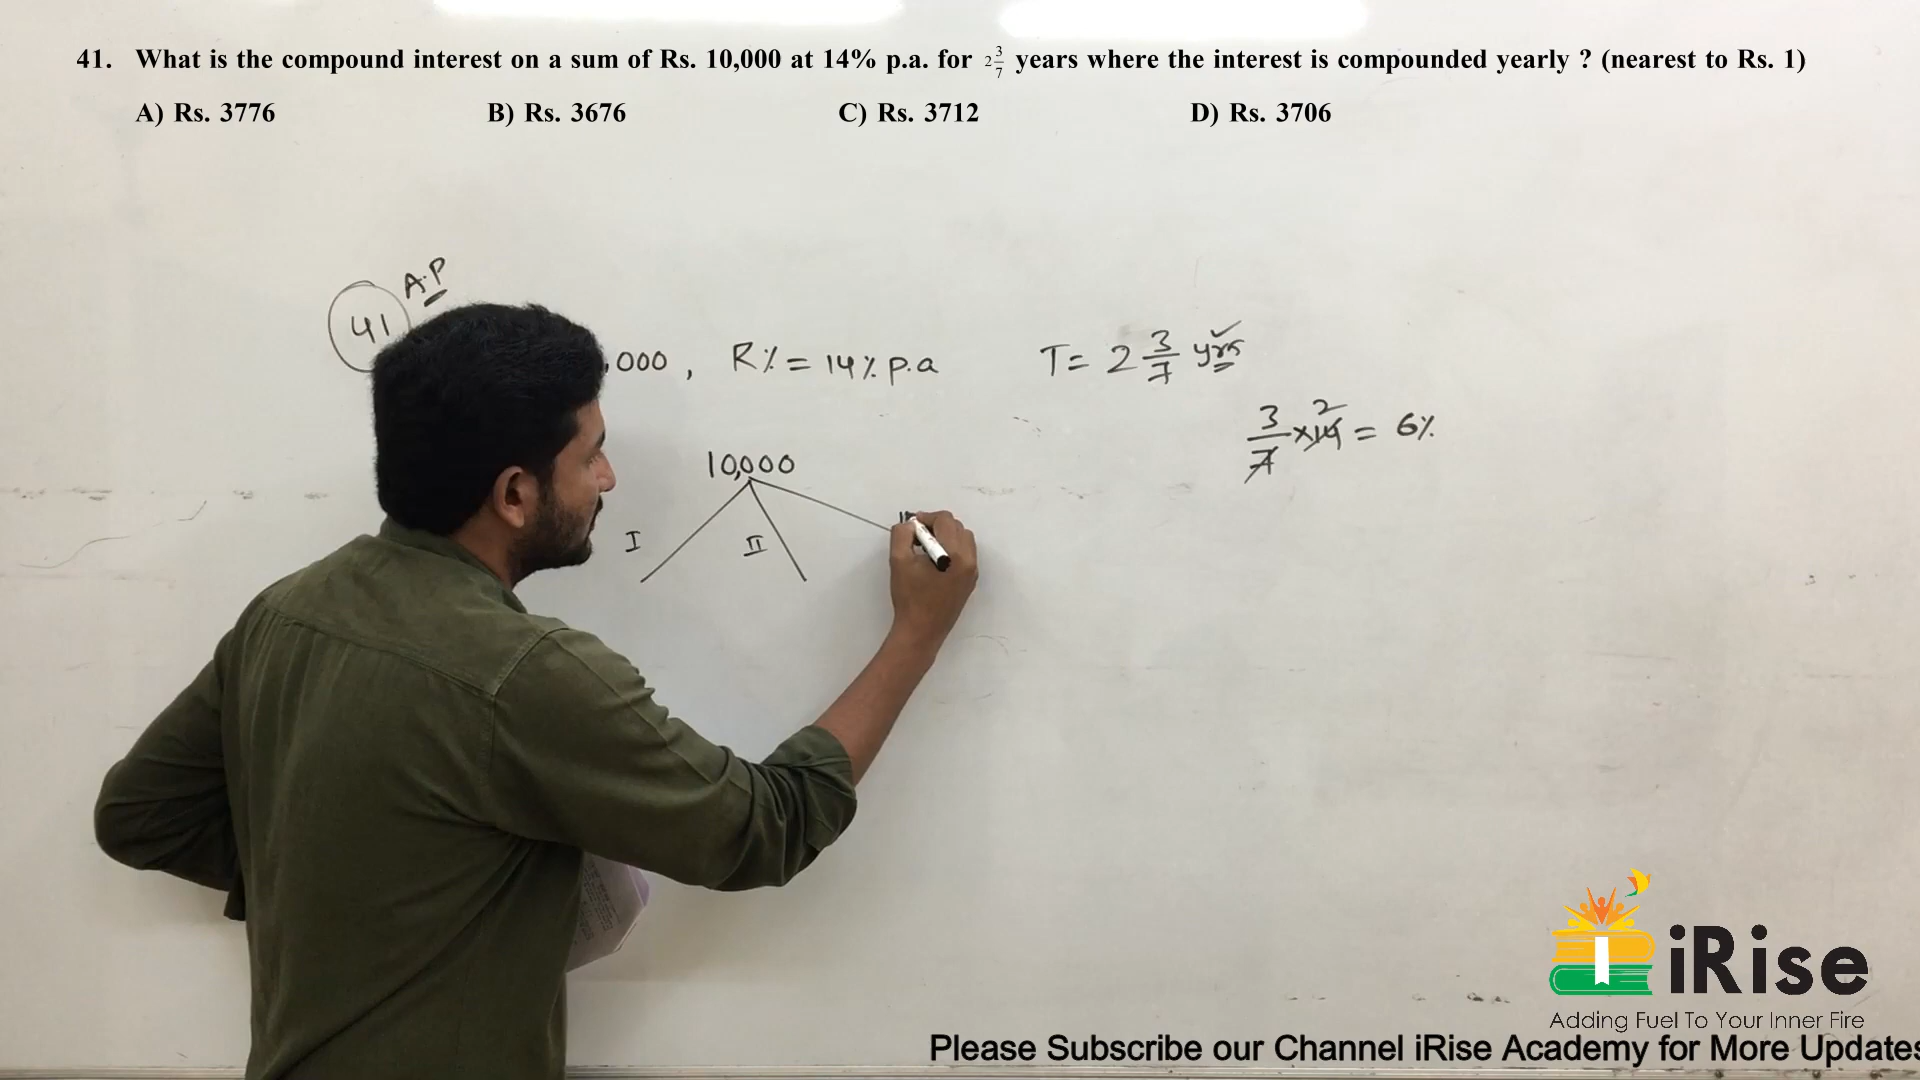 41. What is the compound interest on a sum of Rs. 10,000 at 14% p.a. for 2 3/7 years where the interest is compounded yearly ? (nearest to Rs. 1)
A) Rs. 3776 B) Rs. 3676 C) Rs. 3712 D) Rs. 3706
41 A.P
,000 , R% = 14% p.a T = 2 3/7 yrs
3/7 × 14 2 = 6%
10,000
I II
iRise
Adding Fuel To Your Inner Fire
Please Subscribe our Channel iRise Academy for More Updates